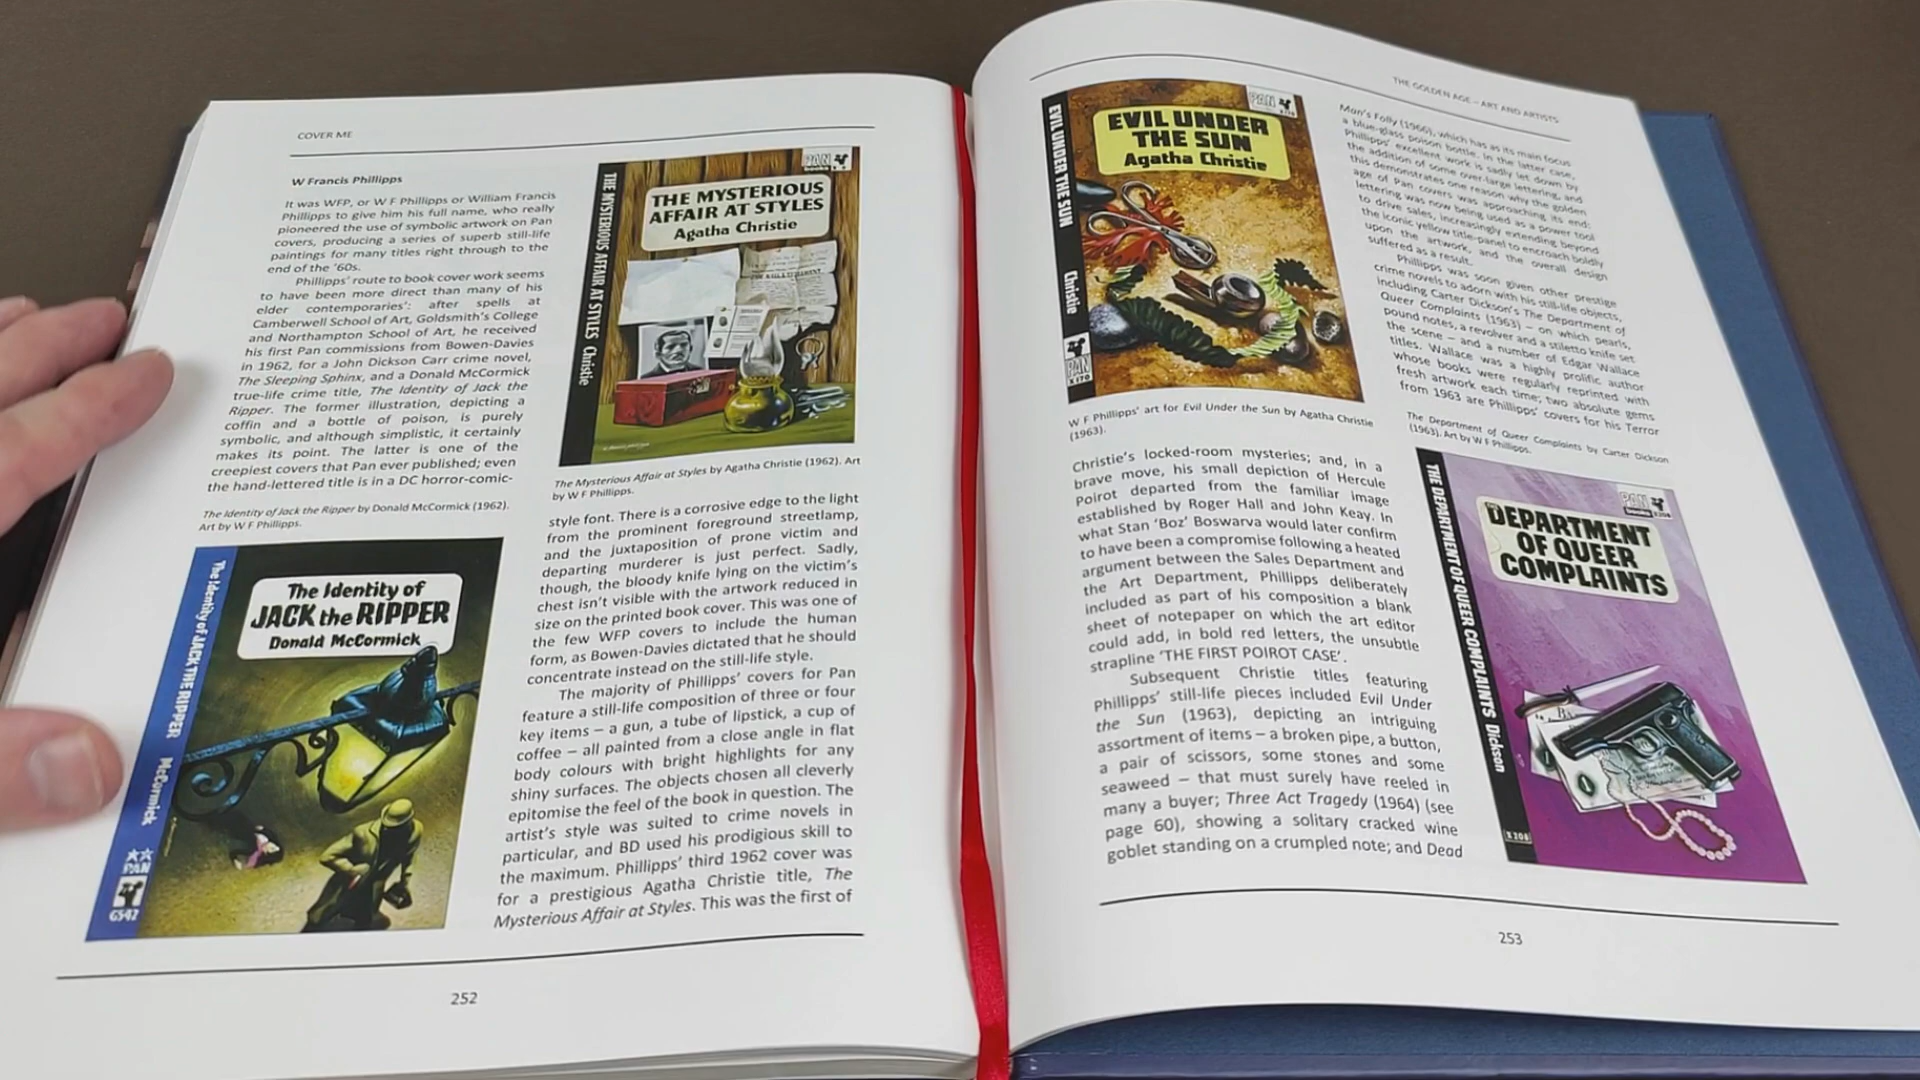 COVER ME
W Francis Phillipps
It was WFP, or W F Phillipps or William Francis
Phillipps to give him his full name, who really
pioneered the use of symbolic artwork on Pan
covers, producing a series of superb still-life
paintings for many titles right through to the
end of the '60s.
Phillipps' route to book cover work seems
to have been more direct than many of his
elder contemporaries': after spells at
Camberwell School of Art, Goldsmith's College
and Northampton School of Art, he received
his first Pan commissions from Bowen-Davies
in 1962, for a John Dickson Carr crime novel,
The Sleeping Sphinx, and a Donald McCormick
true-life crime title, The Identity of Jack the
Ripper. The former illustration, depicting a
coffin and a bottle of poison, is purely
symbolic, and although simplistic, it certainly
makes its point. The latter is one of the
creepiest covers that Pan ever published; even
the hand-lettered title is in a DC horror-comic-
The Identity of Jack the Ripper by Donald McCormick (1962).
Art by W F Phillipps.
The Identity of JACK THE RIPPER McCormick
PAN
G542
The Identity of
JACK the RIPPER
Donald McCormick
THE MYSTERIOUS AFFAIR AT STYLES Christie
PAN
books
THE MYSTERIOUS
AFFAIR AT STYLES
Agatha Christie
The Mysterious Affair at Styles by Agatha Christie (1962). Art
by W F Phillipps.
style font. There is a corrosive edge to the light
from the prominent foreground streetlamp,
and the juxtaposition of prone victim and
departing murderer is just perfect. Sadly,
though, the bloody knife lying on the victim's
chest isn't visible with the artwork reduced in
size on the printed book cover. This was one of
the few WFP covers to include the human
form, as Bowen-Davies dictated that he should
concentrate instead on the still-life style.
The majority of Phillipps' covers for Pan
feature a still-life composition of three or four
key items – a gun, a tube of lipstick, a cup of
coffee – all painted from a close angle in flat
body colours with bright highlights for any
shiny surfaces. The objects chosen all cleverly
epitomise the feel of the book in question. The
artist's style was suited to crime novels in
particular, and BD used his prodigious skill to
the maximum. Phillipps' third 1962 cover was
for a prestigious Agatha Christie title, The
Mysterious Affair at Styles. This was the first of
252
THE GOLDEN AGE – ART AND ARTISTS
EVIL UNDER THE SUN Christie
PAN
X170
PAN
EVIL UNDER
THE SUN
Agatha Christie
W F Phillipps' art for Evil Under the Sun by Agatha Christie
(1963).
Christie's locked-room mysteries; and, in a
brave move, his small depiction of Hercule
Poirot departed from the familiar image
established by Roger Hall and John Keay. In
what Stan 'Boz' Boswarva would later confirm
to have been a compromise following a heated
argument between the Sales Department and
the Art Department, Phillipps deliberately
included as part of his composition a blank
sheet of notepaper on which the art editor
could add, in bold red letters, the unsubtle
strapline 'THE FIRST POIROT CASE'.
Subsequent Christie titles featuring
Phillipps' still-life pieces included Evil Under
the Sun (1963), depicting an intriguing
assortment of items – a broken pipe, a button,
a pair of scissors, some stones and some
seaweed – that must surely have reeled in
many a buyer; Three Act Tragedy (1964) (see
page 60), showing a solitary cracked wine
goblet standing on a crumpled note; and Dead
Man's Folly (1966), which has as its main focus
a blue-glass poison bottle. In the latter case,
Phillipps' excellent work is sadly let down by
the addition of some over-large lettering, and
this demonstrates one reason why the golden
age of Pan covers was approaching its end:
lettering was now being used as a power tool
to drive sales, increasingly extending beyond
the iconic yellow title-panel to encroach boldly
upon the artwork, and the overall design
suffered as a result.
Phillipps was soon given other prestige
crime novels to adorn with his still-life objects,
including Carter Dickson's The Department of
Queer Complaints (1963) – on which pearls,
pound notes, a revolver and a stiletto knife set
the scene – and a number of Edgar Wallace
titles. Wallace was a highly prolific author
whose books were regularly reprinted with
fresh artwork each time; two absolute gems
from 1963 are Phillipps' covers for his Terror
The Department of Queer Complaints by Carter Dickson
(1963). Art by W F Phillipps.
THE DEPARTMENT OF QUEER COMPLAINTS Dickson
X208
PAN
books X208
DEPARTMENT
OF QUEER
COMPLAINTS
253